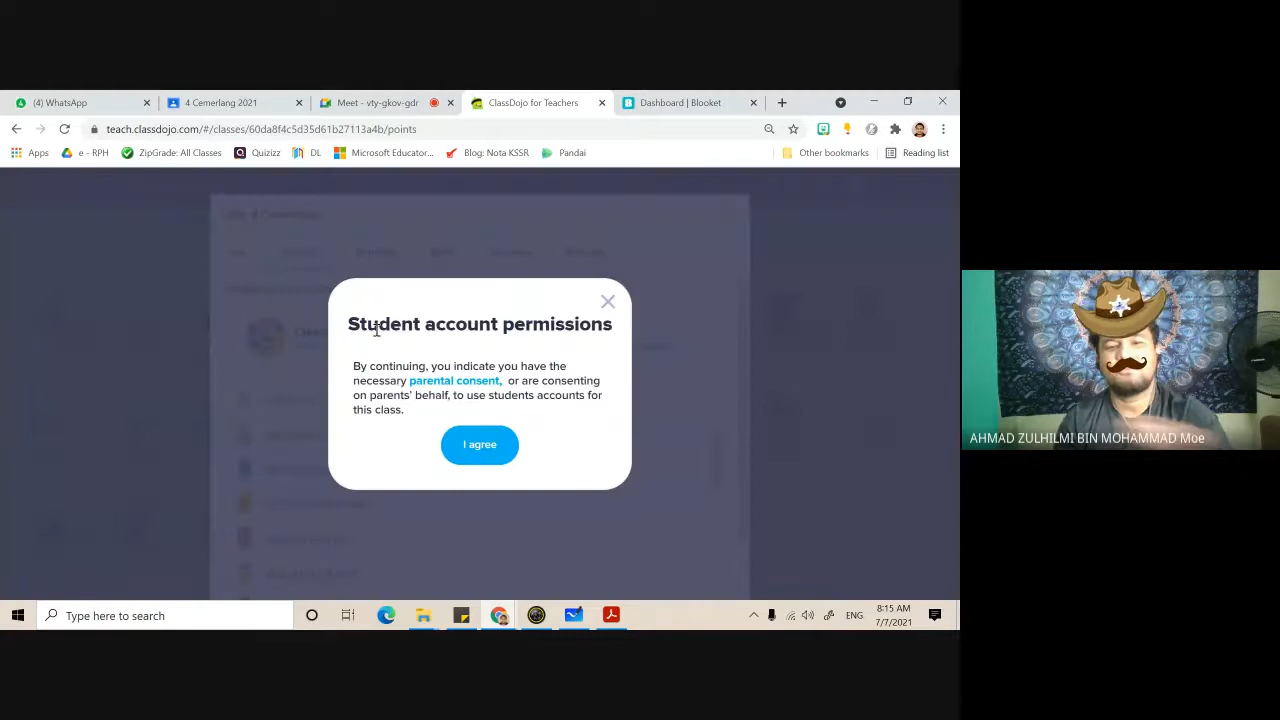 (4) WhatsApp
4 Cemerlang 2021
Meet - vty-gkov-gdr
ClassDojo for Teachers
Dashboard | Blooket
teach.classdojo.com/#/classes/60da8f4c5d35d61b27113a4b/points
Apps
e - RPH
ZipGrade: All Classes
Quizizz
DL
Microsoft Educator...
Blog: Nota KSSR
Pandai
Other bookmarks
Reading list
Student account permissions
By continuing, you indicate you have the
necessary parental consent, or are consenting
on parents' behalf, to use students accounts for
this class.
I agree
AHMAD ZULHILMI BIN MOHAMMAD Moe
Type here to search
ENG
8:15 AM
7/7/2021